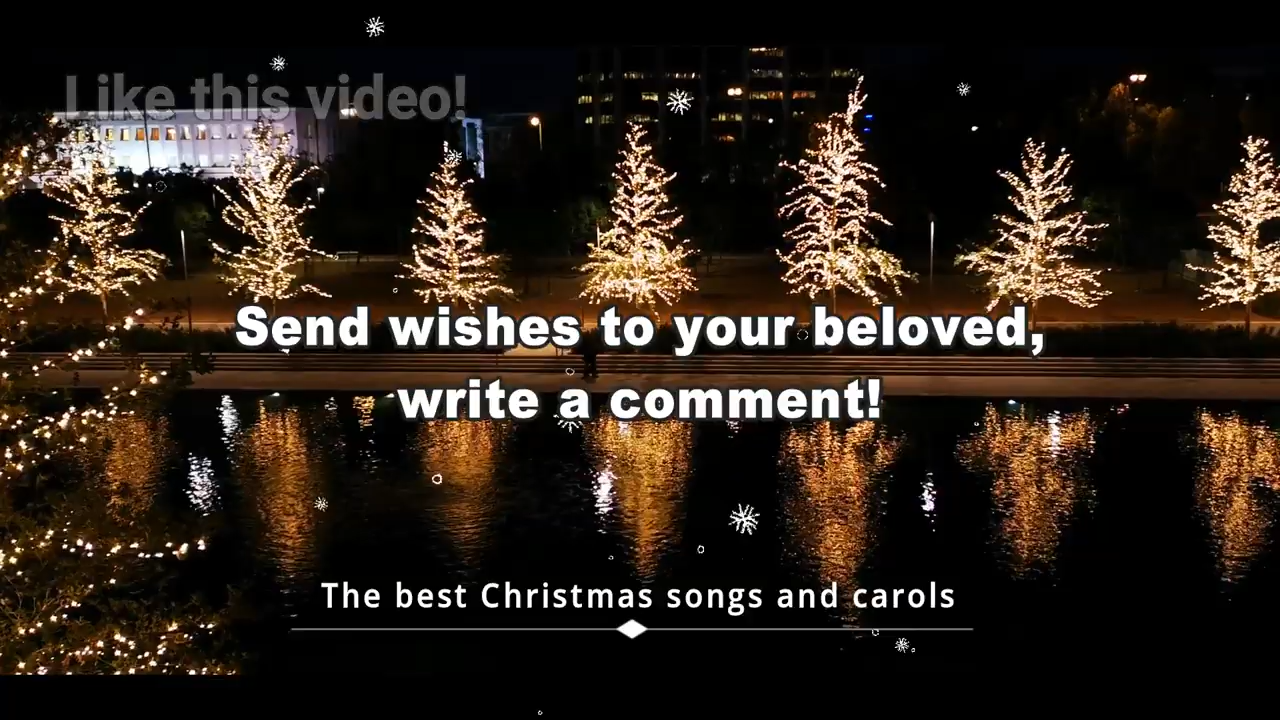 Like this video!
Send wishes to your beloved,
write a comment!
The best Christmas songs and carols